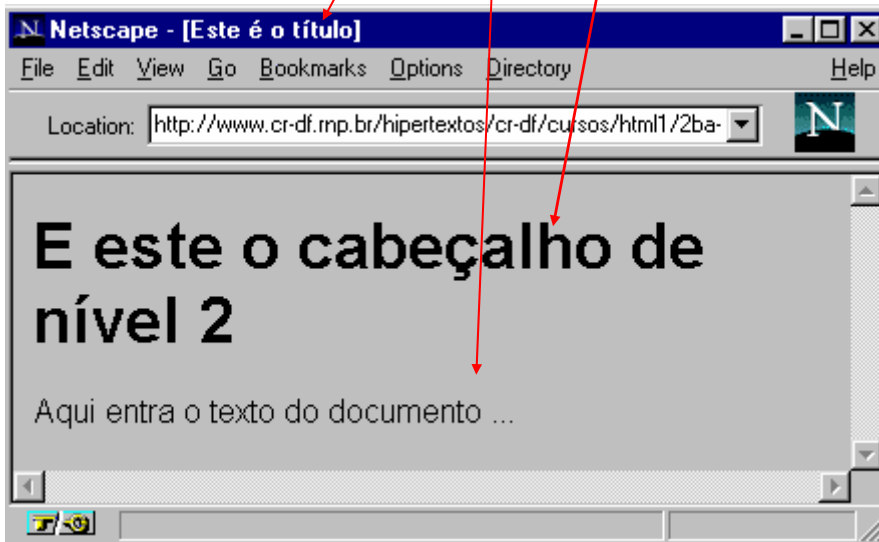 Netscape - [Este é o título]
File Edit View Go Bookmarks Options Directory Help
Location: http://www.cr-df.rnp.br/hipertextos/cr-df/cursos/html1/2ba-
N
E este o cabeçalho de
nível 2
Aqui entra o texto do documento ...